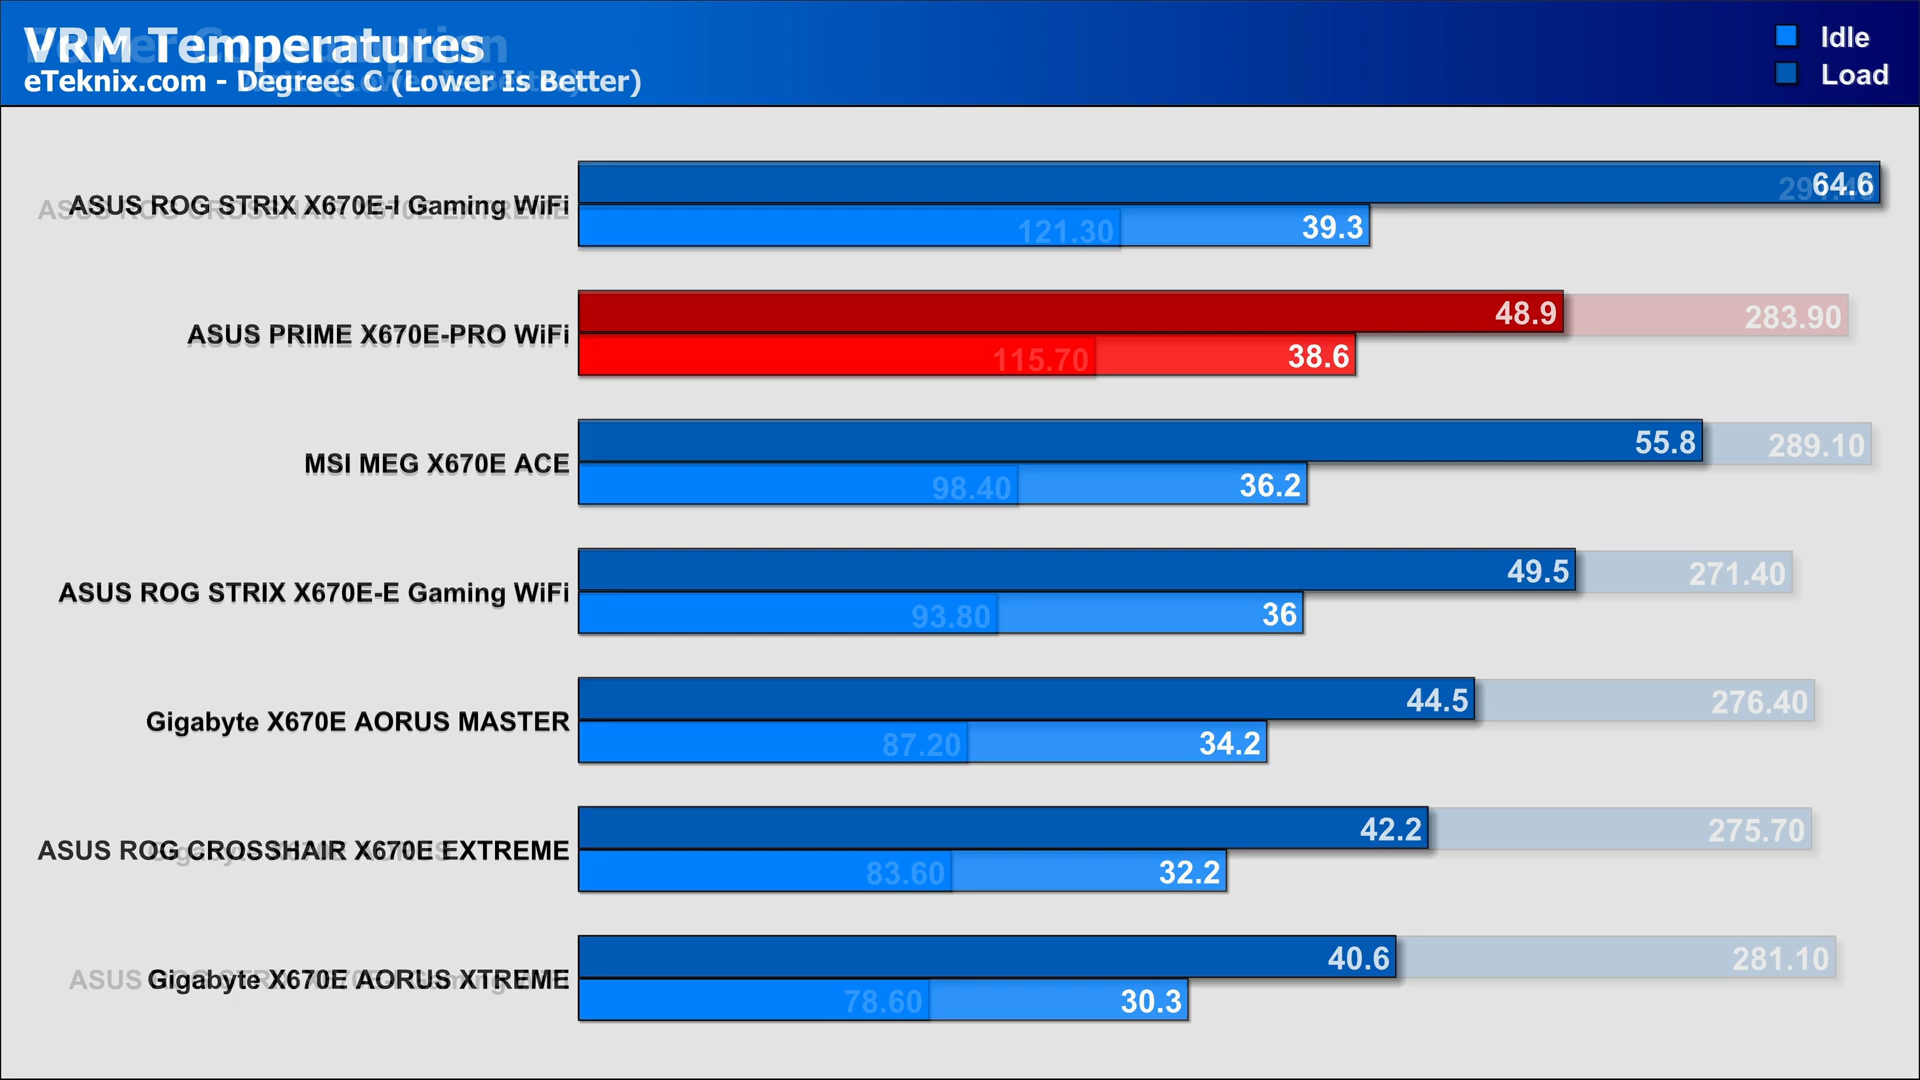 VRM Temperatures
eTeknix.com - Degrees C (Lower Is Better)
Idle
Load
ASUS ROG STRIX X670E-I Gaming WiFi
64.6
121.30
39.3
ASUS PRIME X670E-PRO WiFi
48.9
283.90
115.70
38.6
MSI MEG X670E ACE
55.8
289.10
98.40
36.2
ASUS ROG STRIX X670E-E Gaming WiFi
49.5
271.40
93.80
36
Gigabyte X670E AORUS MASTER
44.5
276.40
87.20
34.2
ASUS ROG CROSSHAIR X670E EXTREME
42.2
275.70
83.60
32.2
Gigabyte X670E AORUS XTREME
40.6
281.10
78.60
30.3